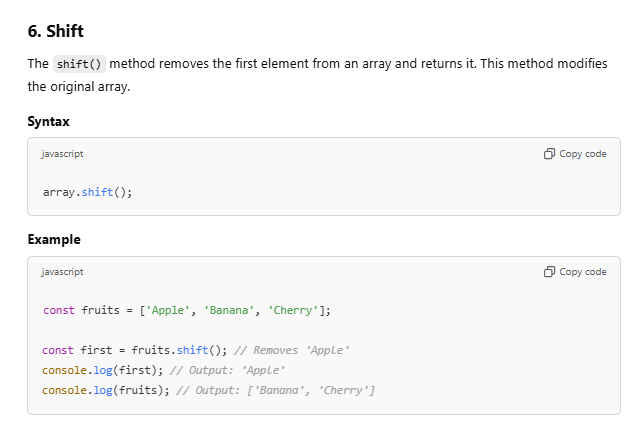 6. Shift
The shift() method removes the first element from an array and returns it. This method modifies
the original array.
Syntax
javascript
Copy code
array.shift();
Example
javascript
Copy code
const fruits = ['Apple', 'Banana', 'Cherry'];
const first = fruits.shift(); // Removes 'Apple'
console.log(first); // Output: 'Apple'
console.log(fruits); // Output: ['Banana', 'Cherry']